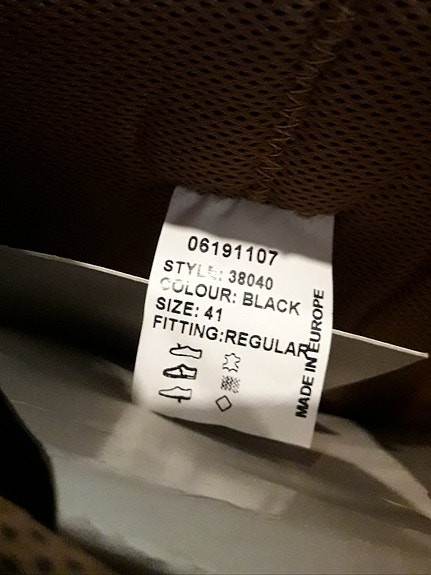 06191107
STYLE: 38040
COLOUR: BLACK
SIZE: 41
FITTING:REGULAR
MADE IN EUROPE